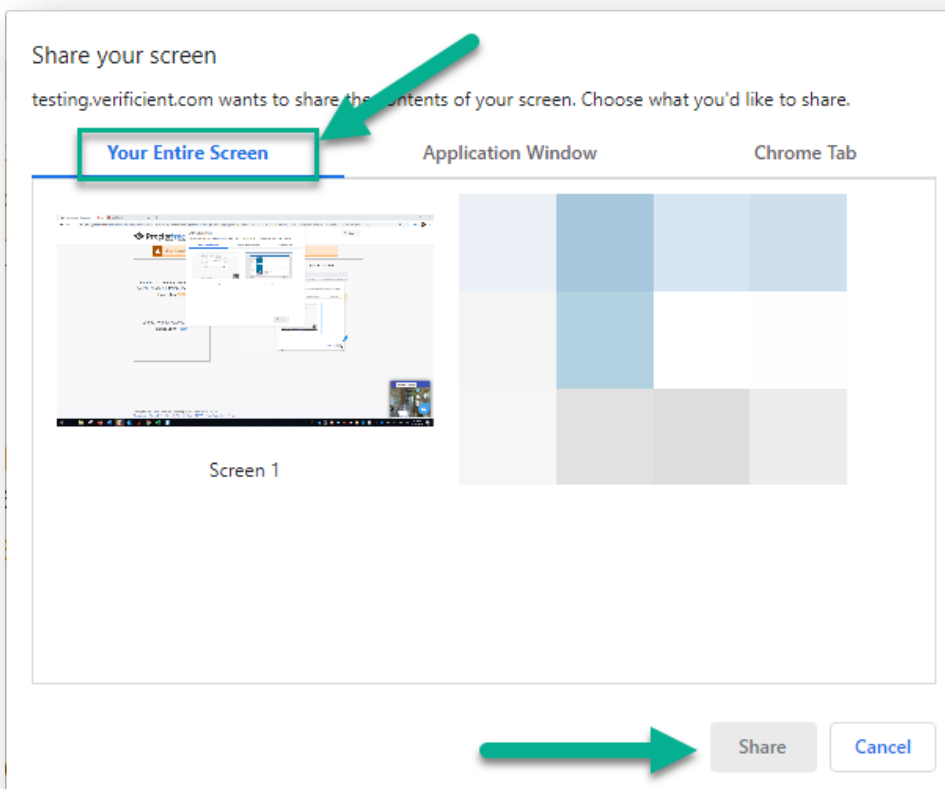 Share your screen
testing.verificient.com wants to share the contents of your screen. Choose what you'd like to share.
Your Entire Screen
Application Window
Chrome Tab
Screen 1
Share
Cancel